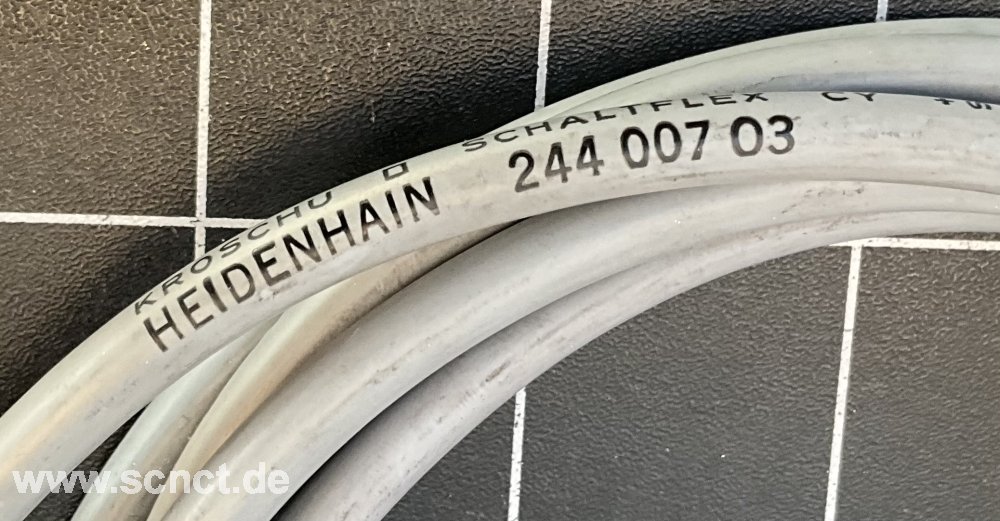 KROSCHU SCHALTFLEX CY
HEIDENHAIN 244 007 03
www.scnct.de